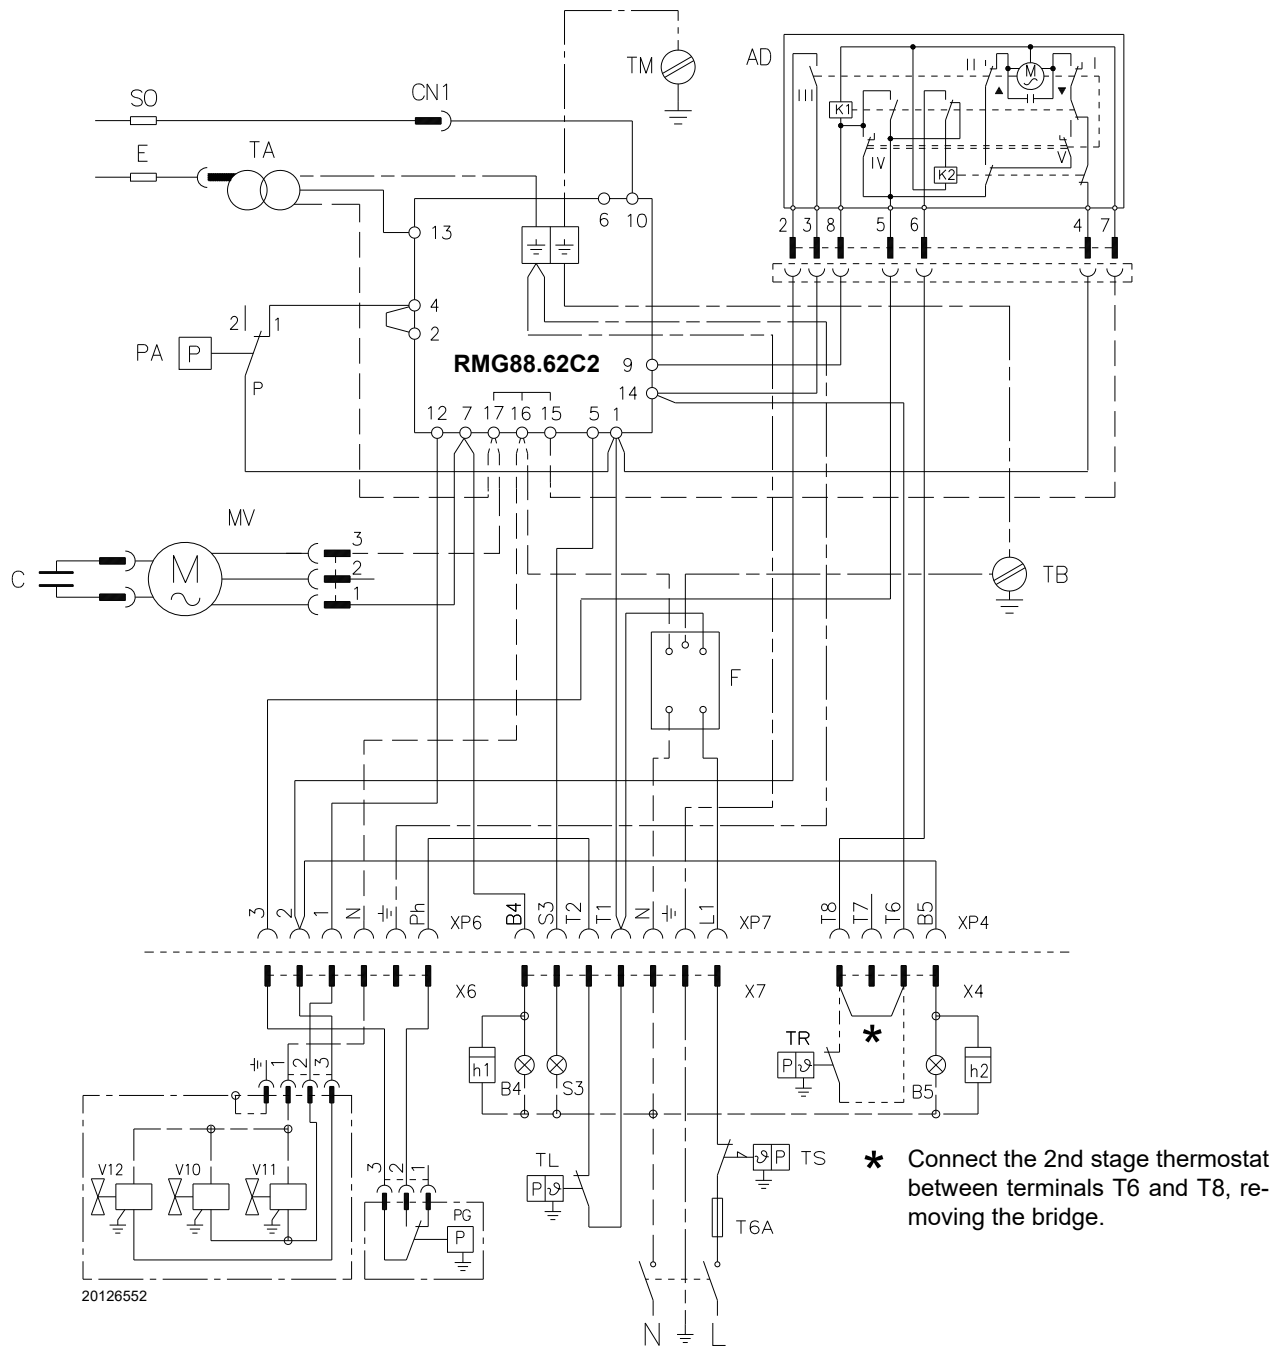 TM
AD
SO
CN1
E
TA
II
M
I
III
K1
IV
V
K2
6
10
2
3
8
5
6
4
7
13
4
2
2
1
PA
P
P
RMG88.62C2
9
14
12
7
17
16
15
5
1
MV
3
C
M
2
1
TB
F
3
2
1
N
Ph
XP6
B4
S3
T2
T1
N
L1
XP7
T8
T7
T6
B5
XP4
X6
X7
X4
*
TR
P ϑ
h1
B4
S3
B5
h2
1
2
3
V12
V10
V11
3
2
1
PG
P
TL
P ϑ
ϑ P
TS
T6A
* Connect the 2nd stage thermostat
between terminals T6 and T8, re-
moving the bridge.
20126552
N
L